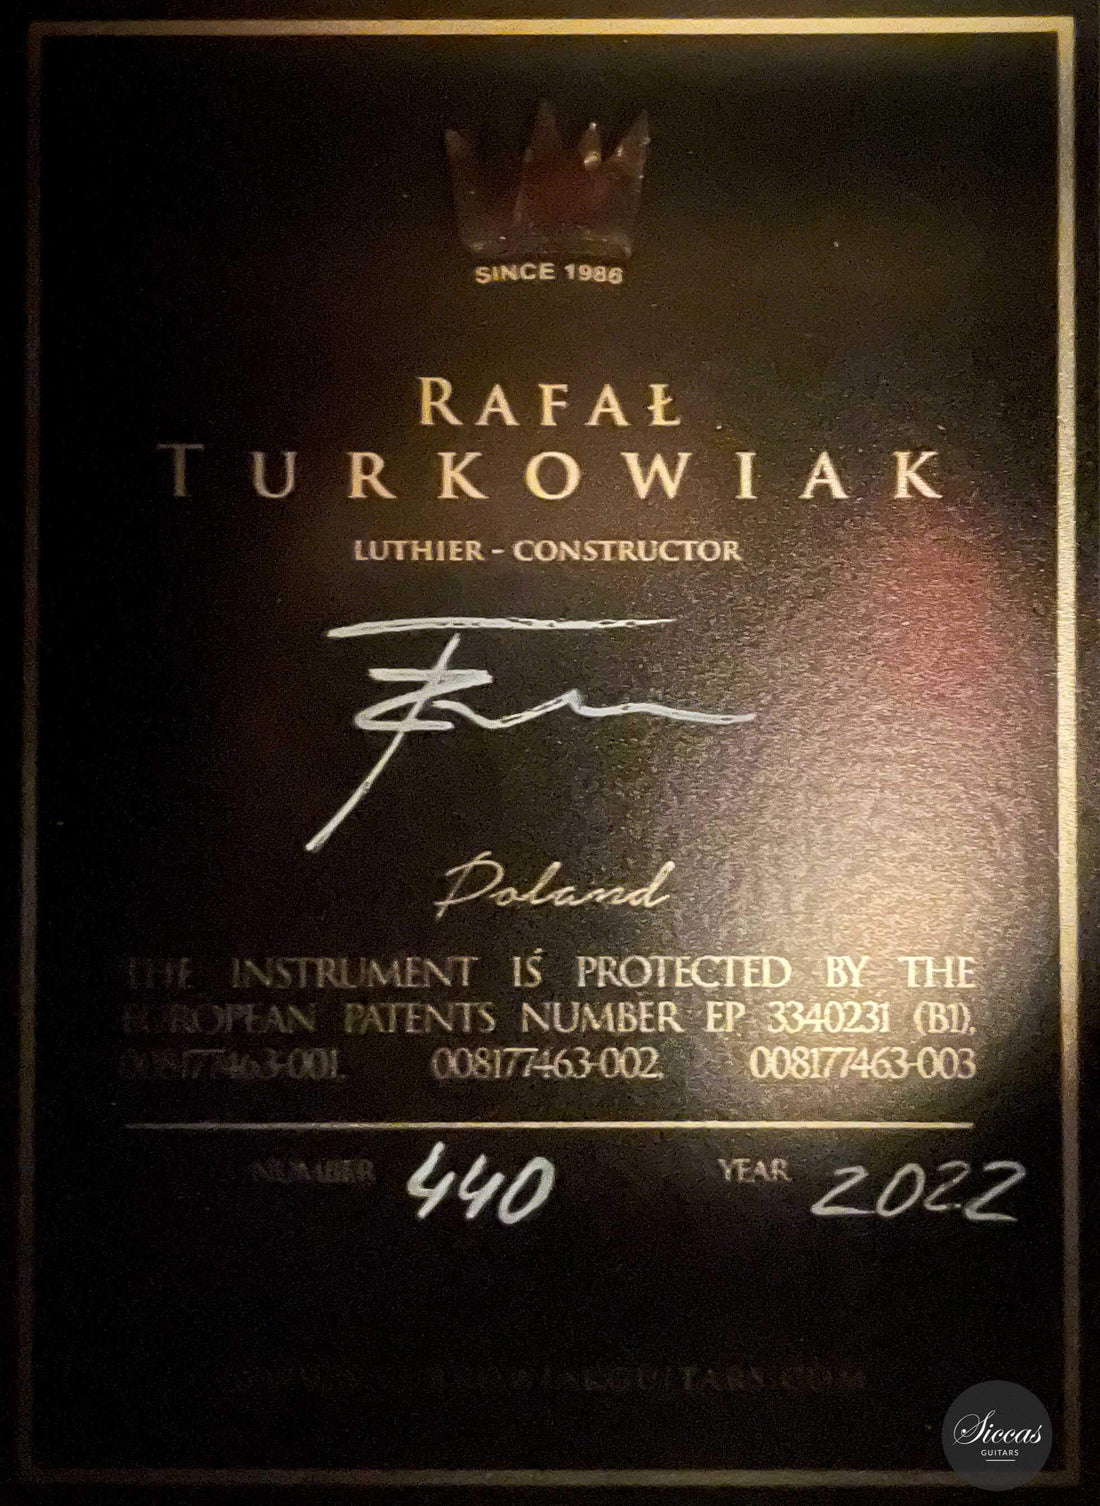 SINCE 1986
RAFAŁ
TURKOWIAK
LUTHIER - CONSTRUCTOR
Poland
THE INSTRUMENT IS PROTECTED BY THE
EUROPEAN PATENTS NUMBER EP 3340231 (B1),
008177463-001, 008177463-002, 008177463-003
NUMBER 440 YEAR 2022
Siccas
GUITARS